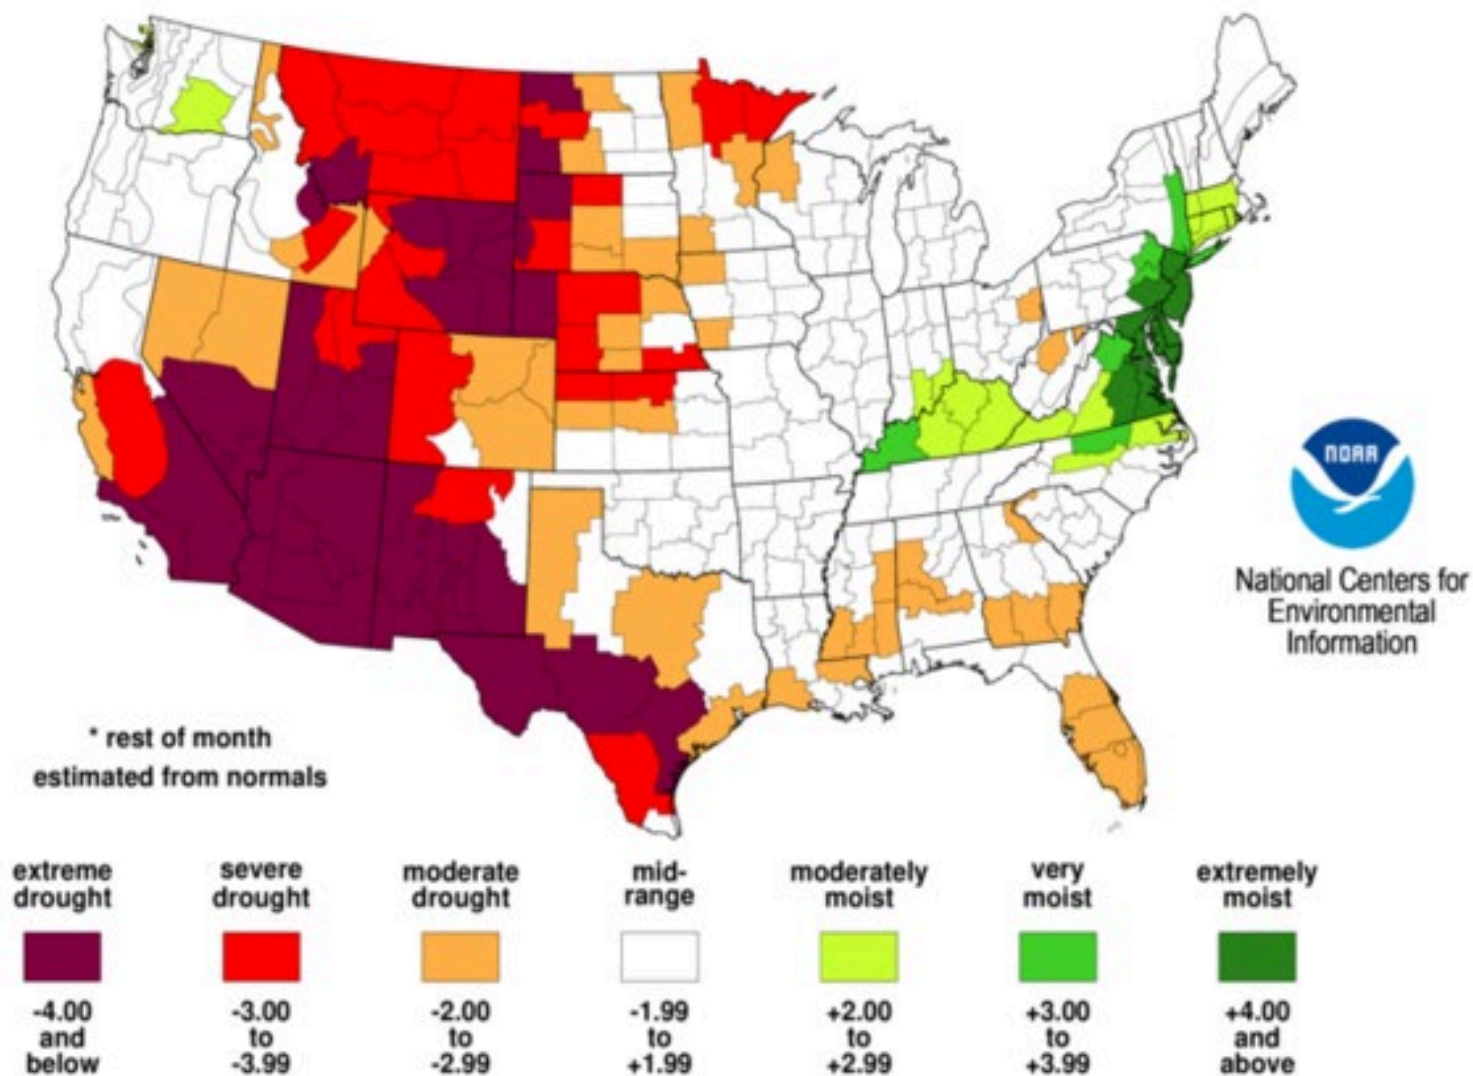 NOAA
National Centers for
Environmental
Information
* rest of month
estimated from normals
extreme
drought
severe
drought
moderate
drought
mid-
range
moderately
moist
very
moist
extremely
moist
-4.00
and
below
-3.00
to
-3.99
-2.00
to
-2.99
-1.99
to
+1.99
+2.00
to
+2.99
+3.00
to
+3.99
+4.00
and
above